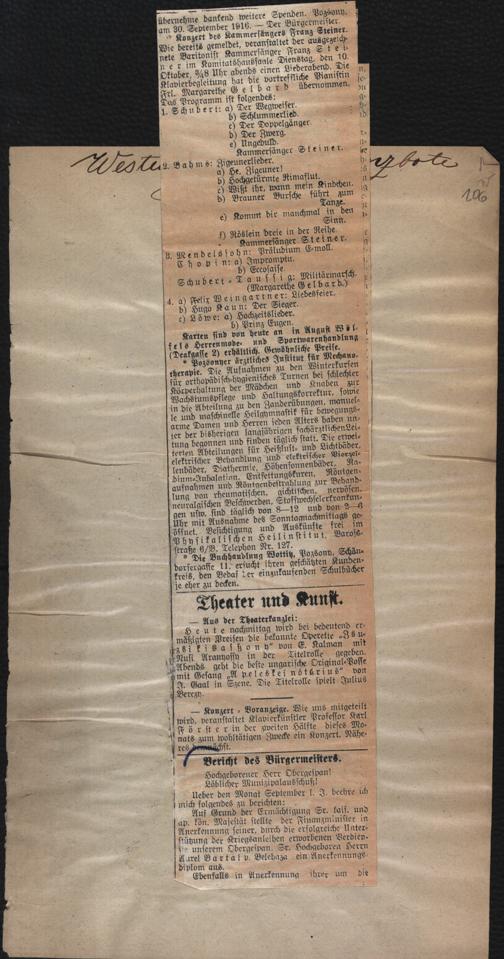 übernehme dankend weitere Spenden. Pozsony,
am 30. September 1916. — Der Bürgermeister.
* Konzert des Kammersängers Franz Steiner.
Wie bereits gemeldet, veranstaltet der ausgezeich-
nete Baritonist Kammersänger Franz Stei-
ner im Komitatshaussaale Dienstag, den 10.
Oktober, ½8 Uhr abends einen Liederabend. Die
Klavierbegleitung hat die vortreffliche Pianistin
Frl. Margarethe Gelbard übernommen.
Das Programm ist folgendes:
1. Schubert: a) Der Wegweiser.
b) Schlummerlied.
c) Der Doppelgänger.
d) Der Zwerg.
e) Ungeduld.
Kammersänger Steiner.
2. Bahms: Zigeunerlieder.
a) He, Zigeuner!
b) Hochgetürmte Rimaflut.
c) Wißt ihr, wann mein Kindchen.
d) Brauner Bursche führt zum
Tanze.
e) Kommt dir manchmal in den
Sinn.
f) Röslein dreie in der Reihe.
Kammersänger Steiner.
3. Mendelsjohn: Präludium E-moll.
Chopin: a) Impromptu.
b) Eccosaise.
Schubert-Taussig: Militärmarsch.
(Margarethe Gelbard.)
4. a) Felix Weingartner: Liebesfeier.
b) Hugo Kaun: Der Sieger.
c) Löwe: a) Hochzeitslieder.
b) Prinz Eugen.
Karten sind von heute an in August Wöl-
fels Herrenmode- und Sportwarenhandlung
(Deakgasse 2) erhältlich. Gewöhnliche Preise.
* Pozsonyer ärztliches Institut für Mechano-
therapie. Die Aufnahmen zu den Winterkursen
für orthopädisch-hygienisches Turnen bei schlechter
Körperhaltung der Mädchen und Knaben zur
Wachstumspflege und Haltungskorrektur, sowie
in die Abteilung zu den Zanderübungen, manuel-
le und maschinelle Heilgymnastik für bewegungs-
arme Damen und Herren jeden Alters haben un-
ter der bisherigen langjährigen fachärztlichen Lei-
tung begonnen und finden täglich statt. Die erwei-
terten Abteilungen für Heißluft- und Lichtbäder,
elektrischer Behandlung und elektrischer Vierzel-
lenbäder, Diathermie, Höhensonnenbäder, Ra-
dium-Inhalation, Entfettungskuren, Röntgen-
aufnahmen und Röntgenbestrahlung zur Behand-
lung von rheumatischen, gichtischen, nervösen,
neuralgischen Beschwerden, Stoffwechselerkrankun-
gen usw. sind täglich von 8—12 und von 2—6
Uhr mit Ausnahme des Sonntagnachmittags ge-
öffnet. Besichtigung und Auskünfte frei im
Physikalischen Heilinstitut,
straße 6/B. Telephon Nr. 127.
* Die Buchhandlung Wottitz, Pozsony, Schön-
dorfergasse 11, ersucht ihren geschätzten Kunden-
kreis, den Bedarf der einzukaufenden Schulbücher
je eher zu decken.
Theater und Kunst.
— Aus der Theaterkanzlei:
Heute nachmittag wird bei bedeutend er-
mäßigten Preisen die bekannte Operette „Zsu-
zsi kisasszony" von E. Kalman mit
Rusi Aranyossy in der Titelrolle gegeben.
Abends geht die beste ungarische Original-Posse
mit Gesang „A peleskei nótárius" von
J. Gaal in Szene. Die Titelrolle spielt Julius
— Konzert-Voranzeige. Wie uns mitgeteilt
wird, veranstaltet Klavierkünstler Professor Karl
Förster in der zweiten Hälfte dieses Mo-
nats zum wohltätigen Zwecke ein Konzert. Nähe-
res demnächst.
Bericht des Bürgermeisters.
Hochgeborener Herr Obergespan!
Löblicher Munizipalausschuß!
Ueber den Monat September l. J. beehre ich
mich folgendes zu berichten:
Auf Grund der Ermächtigung Sr. kais. und
ap. kön. Majestät stellte der Finanzminister in
Anerkennung seiner, durch die erfolgreiche Unter-
stützung der Kriegsanleihen erworbenen Verdien-
ste unserem Obergespan, Sr. Hochgeboren Herrn
Aurel Bartal v. Belehaza ein Anerkennungs-
diplom aus.
Ebenfalls in Anerkennung ihrer um die
106